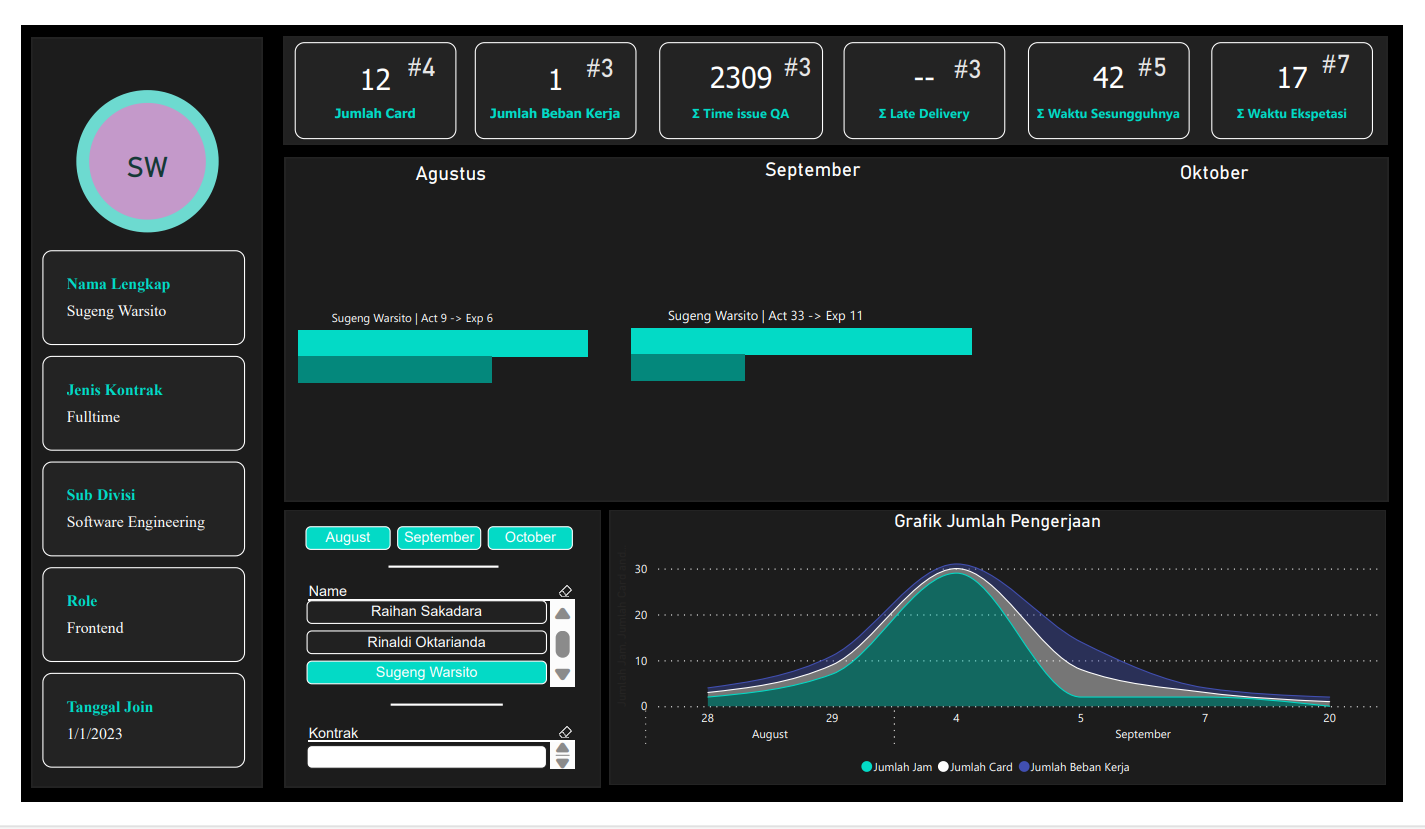 SW
Nama Lengkap
Sugeng Warsito
Jenis Kontrak
Fulltime
Sub Divisi
Software Engineering
Role
Frontend
Tanggal Join
1/1/2023
12 #4
Jumlah Card
1 #3
Jumlah Beban Kerja
2309 #3
Σ Time issue QA
-- #3
Σ Late Delivery
42 #5
Σ Waktu Sesungguhnya
17 #7
Σ Waktu Ekspetasi
Agustus
Sugeng Warsito | Act 9 -> Exp 6
September
Sugeng Warsito | Act 33 -> Exp 11
Oktober
August September October
Name
Raihan Sakadara
Rinaldi Oktarianda
Sugeng Warsito
Kontrak
Grafik Jumlah Pengerjaan
30
20
10
0
28 29 4 5 7 20
August September
Jumlah Jam Jumlah Card Jumlah Beban Kerja